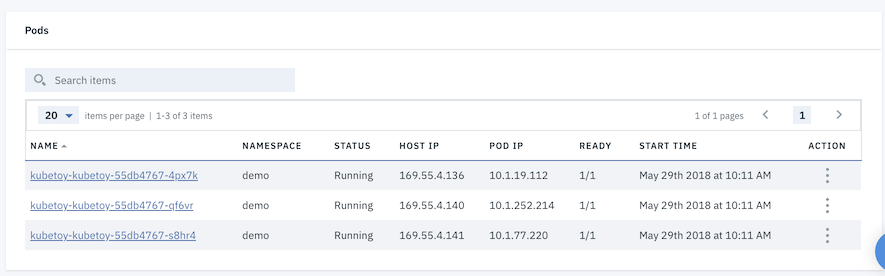 Pods
Search items
20 items per page | 1-3 of 3 items 1 of 1 pages 1
NAME NAMESPACE STATUS HOST IP POD IP READY START TIME ACTION
kubetoy-kubetoy-55db4767-4px7k demo Running 169.55.4.136 10.1.19.112 1/1 May 29th 2018 at 10:11 AM
kubetoy-kubetoy-55db4767-qf6vr demo Running 169.55.4.140 10.1.252.214 1/1 May 29th 2018 at 10:11 AM
kubetoy-kubetoy-55db4767-s8hr4 demo Running 169.55.4.141 10.1.77.220 1/1 May 29th 2018 at 10:11 AM